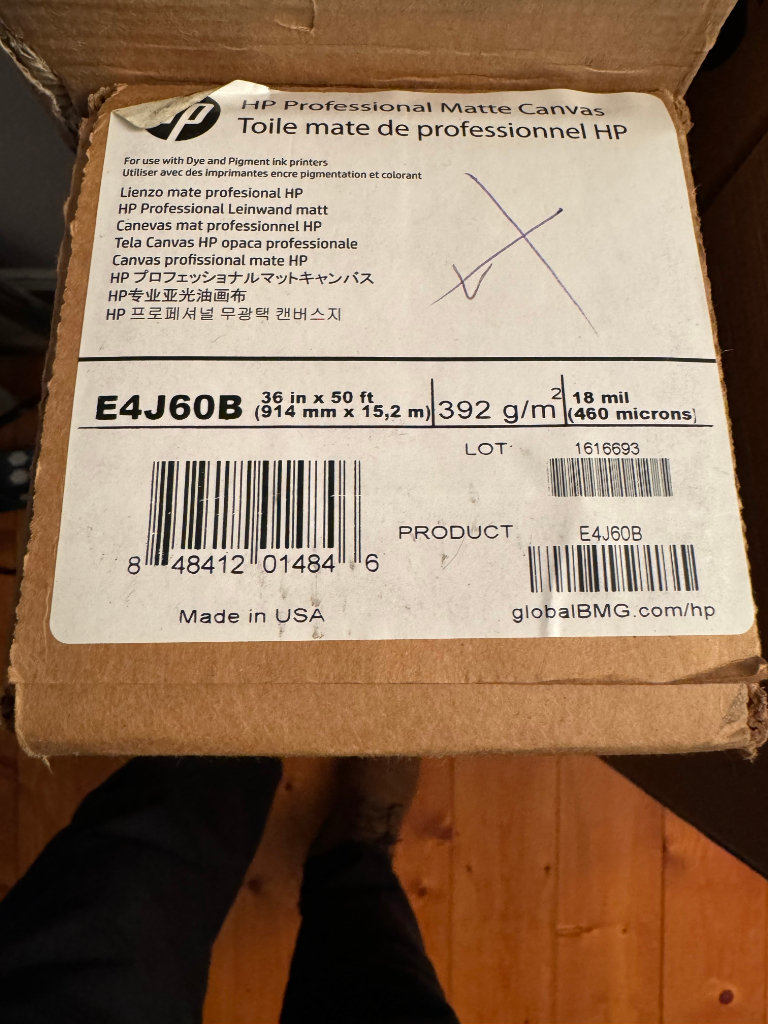 hp
HP Professional Matte Canvas
Toile mate de professionnel HP
For use with Dye and Pigment ink printers
Utiliser avec des imprimantes encre pigmentation et colorant
Lienzo mate profesional HP
HP Professional Leinwand matt
Canevas mat professionnel HP
Tela Canvas HP opaca professionale
Canvas profissional mate HP
HP プロフェッショナルマットキャンバス
HP专业亚光油画布
HP 프로페셔널 무광택 캔버스지
E4J60B 36 in x 50 ft (914 mm x 15,2 m) 392 g/m² 18 mil (460 microns)
LOT: 1616693
8 48412 01484 6
PRODUCT E4J60B
Made in USA
globalBMG.com/hp